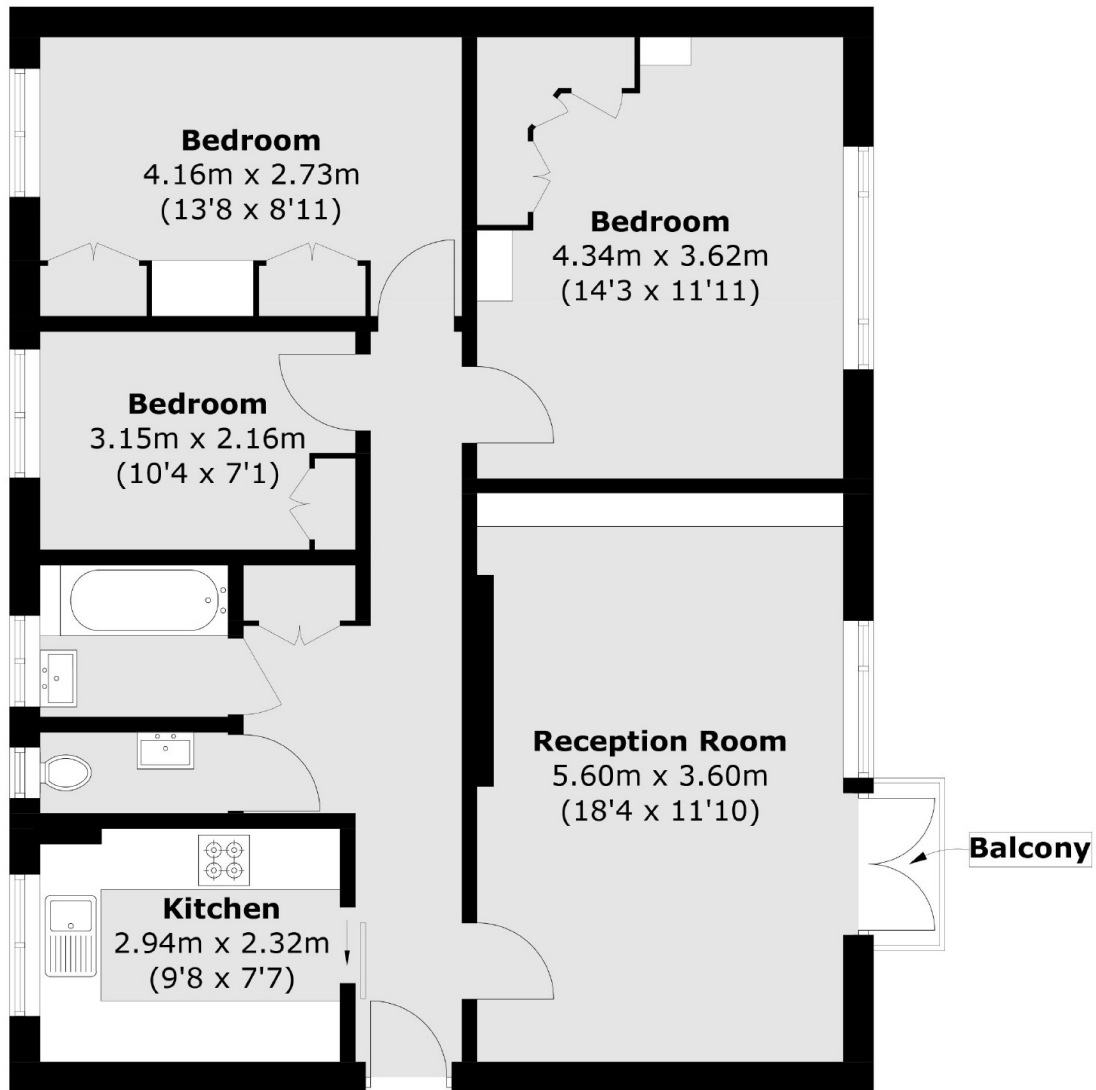 Bedroom
4.16m x 2.73m
(13'8 x 8'11)
Bedroom
4.34m x 3.62m
(14'3 x 11'11)
Bedroom
3.15m x 2.16m
(10'4 x 7'1)
Reception Room
5.60m x 3.60m
(18'4 x 11'10)
Balcony
Kitchen
2.94m x 2.32m
(9'8 x 7'7)